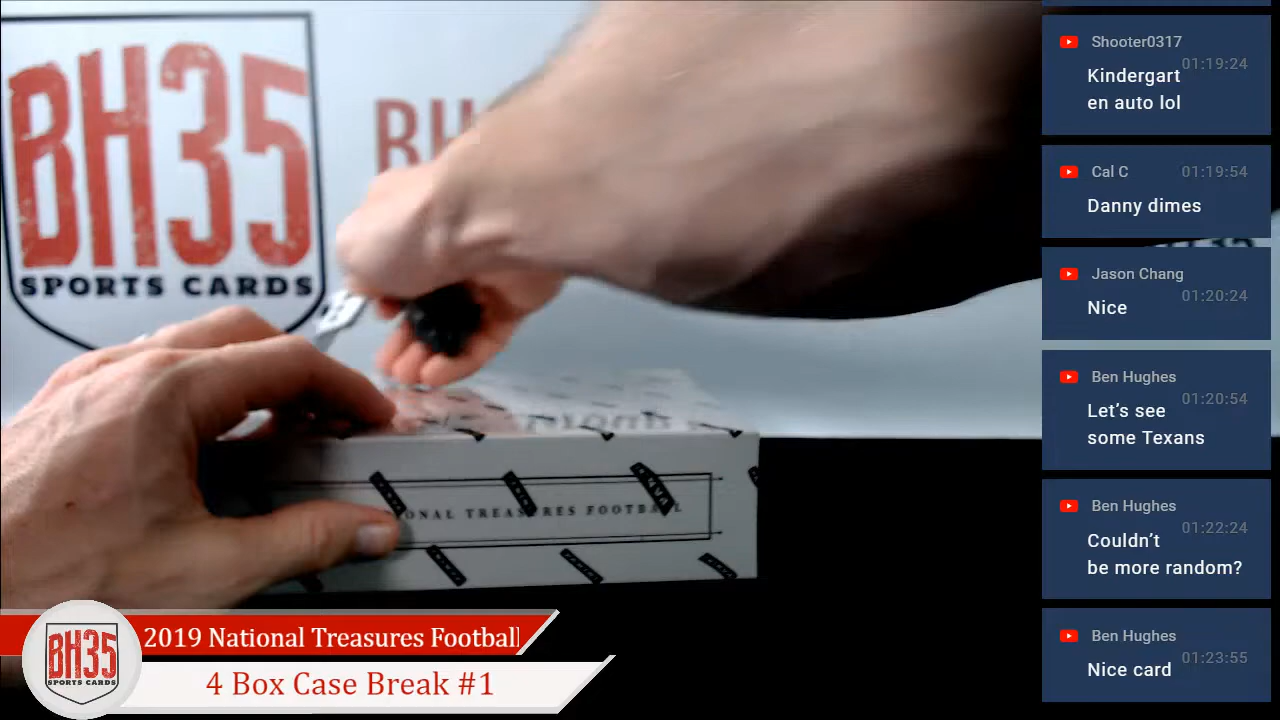 BH35
SPORTS CARDS
BH
NATIONAL TREASURES FOOTBALL
BH35
SPORTS CARDS
2019 National Treasures Football
4 Box Case Break #1
Shooter0317
01:19:24
Kindergart
en auto lol
Cal C
01:19:54
Danny dimes
Jason Chang
01:20:24
Nice
Ben Hughes
01:20:54
Let’s see
some Texans
Ben Hughes
01:22:24
Couldn’t
be more random?
Ben Hughes
01:23:55
Nice card